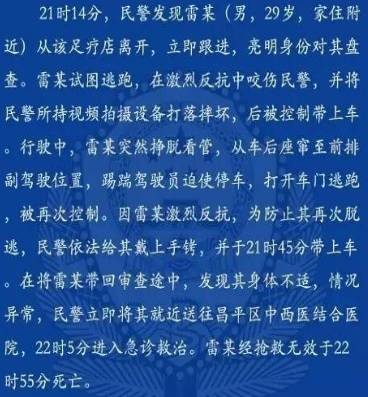 21时14分，民警发现雷某（男，29岁，家住附
近）从该足疗店离开，立即跟进，亮明身份对其盘
查。雷某试图逃跑，在激烈反抗中咬伤民警，并将
民警所持视频拍摄设备打落摔坏，后被控制带上车
。行驶中，雷某突然挣脱看管，从车后座窜至前排
副驾驶位置，踢踹驾驶员迫使停车，打开车门逃跑
，被再次控制。因雷某激烈反抗，为防止其再次脱
逃，民警依法给其戴上手铐，并于21时45分带上车
。在将雷某带回审查途中，发现其身体不适，情况
异常，民警立即将其就近送往昌平区中西医结合医
院，22时5分进入急诊救治。雷某经抢救无效于22
时55分死亡。